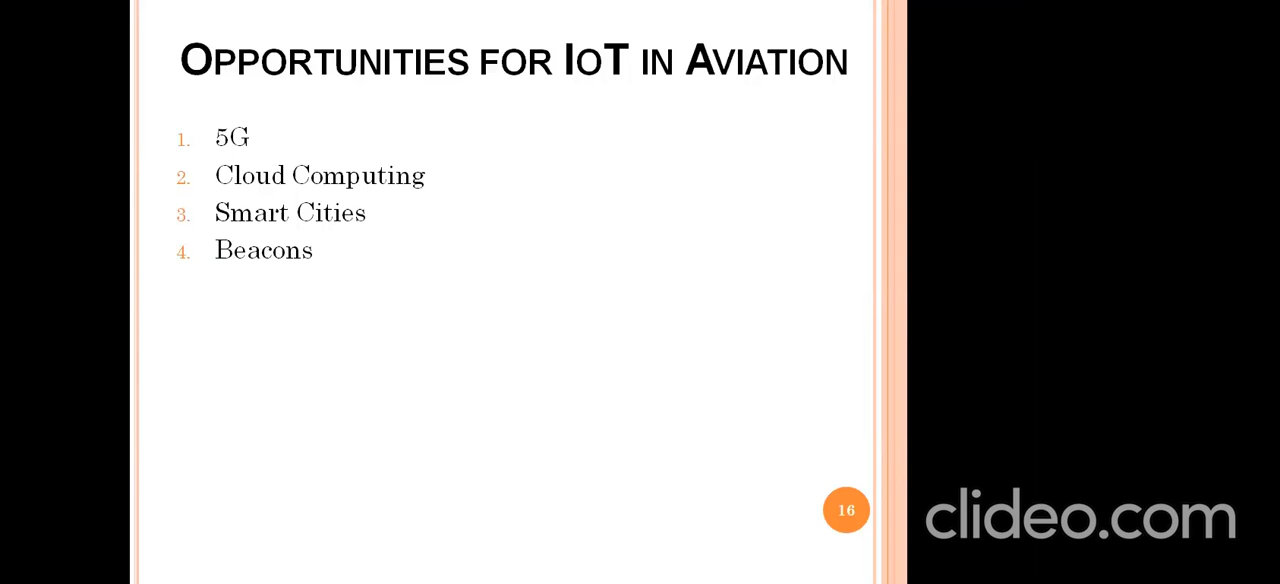 Opportunities for IoT in Aviation
1. 5G
2. Cloud Computing
3. Smart Cities
4. Beacons
16
clideo.com